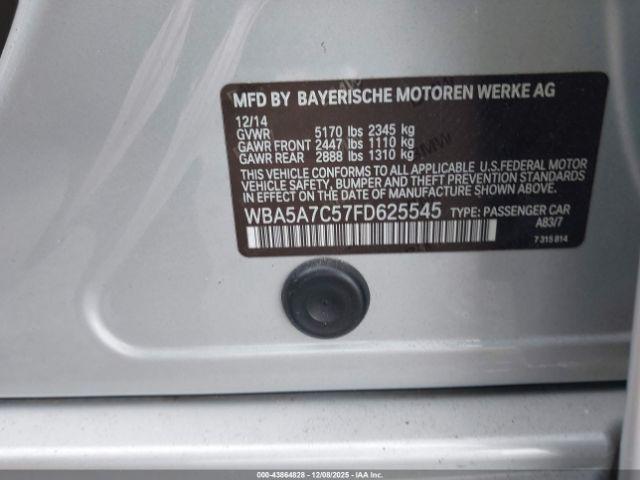 MFD BY BAYERISCHE MOTOREN WERKE AG
12/14
GVWR 5170 lbs 2345 kg
GAWR FRONT 2447 lbs 1110 kg
GAWR REAR 2888 lbs 1310 kg
THIS VEHICLE CONFORMS TO ALL APPLICABLE U.S.FEDERAL MOTOR
VEHICLE SAFETY, BUMPER, AND THEFT PREVENTION STANDARDS
IN EFFECT ON THE DATE OF MANUFACTURE SHOWN ABOVE.
WBA5A7C57FD625545 TYPE: PASSENGER CAR
A83/7
7 315 814
000-43864828 - 12/08/2025 - IAA Inc.